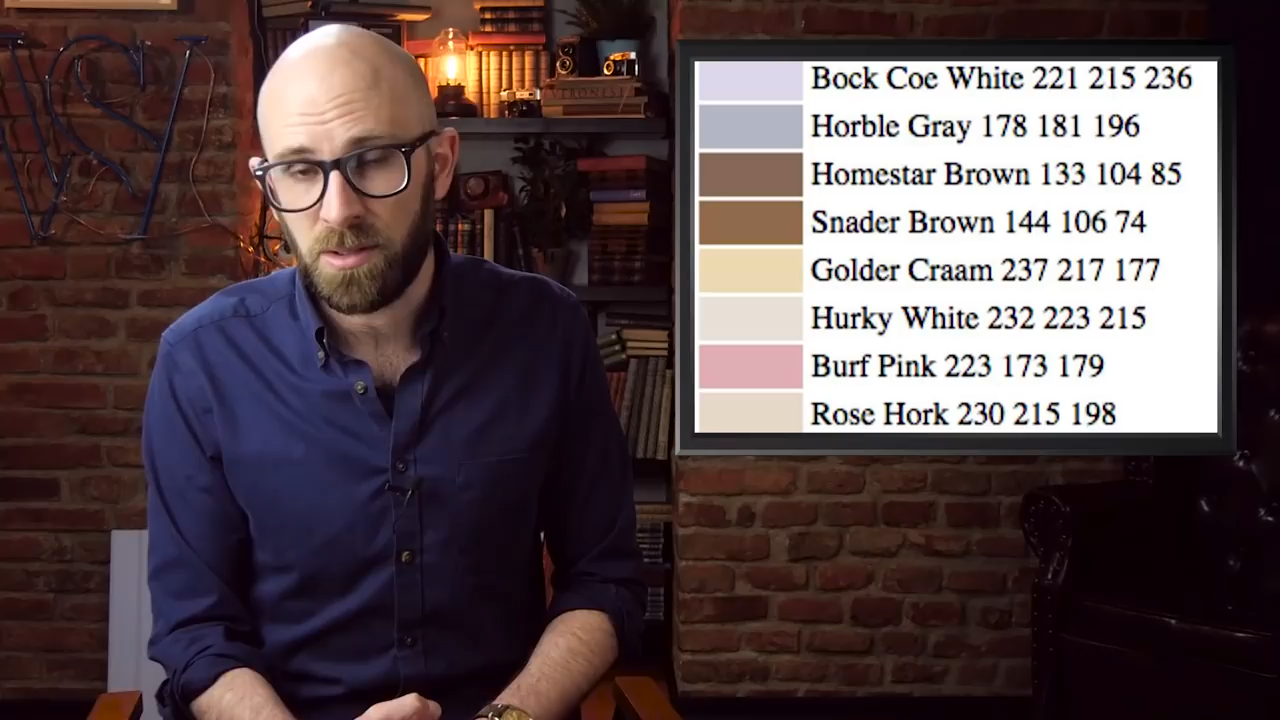 VERONESE
Bock Coe White 221 215 236
Horble Gray 178 181 196
Homestar Brown 133 104 85
Snader Brown 144 106 74
Golder Craam 237 217 177
Hurky White 232 223 215
Burf Pink 223 173 179
Rose Hork 230 215 198